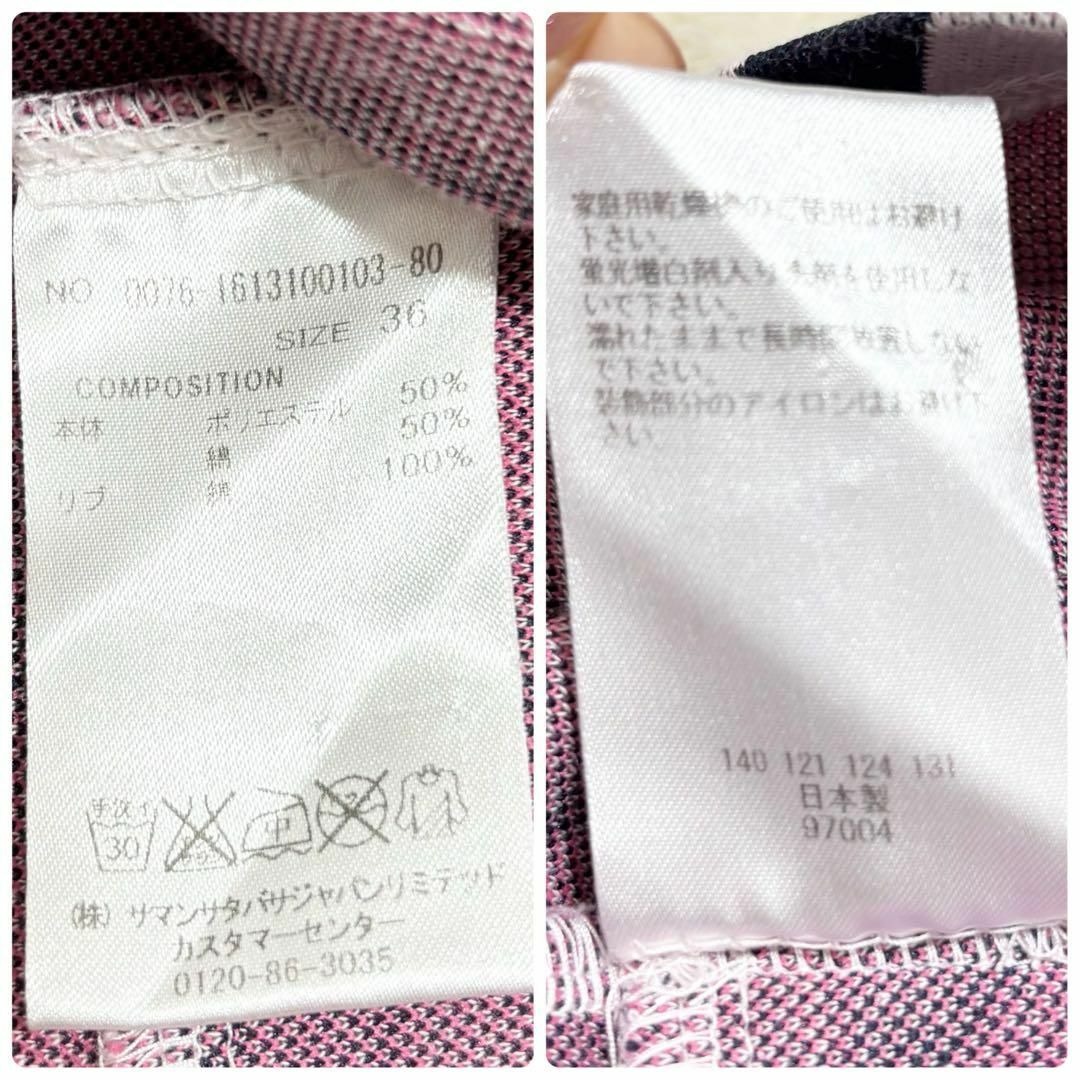 NO 0076-1613100103-80
SIZE 36
COMPOSITION
本体 ポリエステル 50%
綿 50%
リブ 綿 100%
手洗イ
30
中
(株) サマンサタバサジャパンリミテッド
カスタマーセンター
0120-86-3035
家庭用乾燥機のご使用はお避け
下さい。
蛍光増白剤入り洗剤を使用しな
いで下さい。
濡れたままで長時間放置しない
で下さい。
装飾部分のアイロンはお避け下
さい。
140 121 124 131
日本製
97004